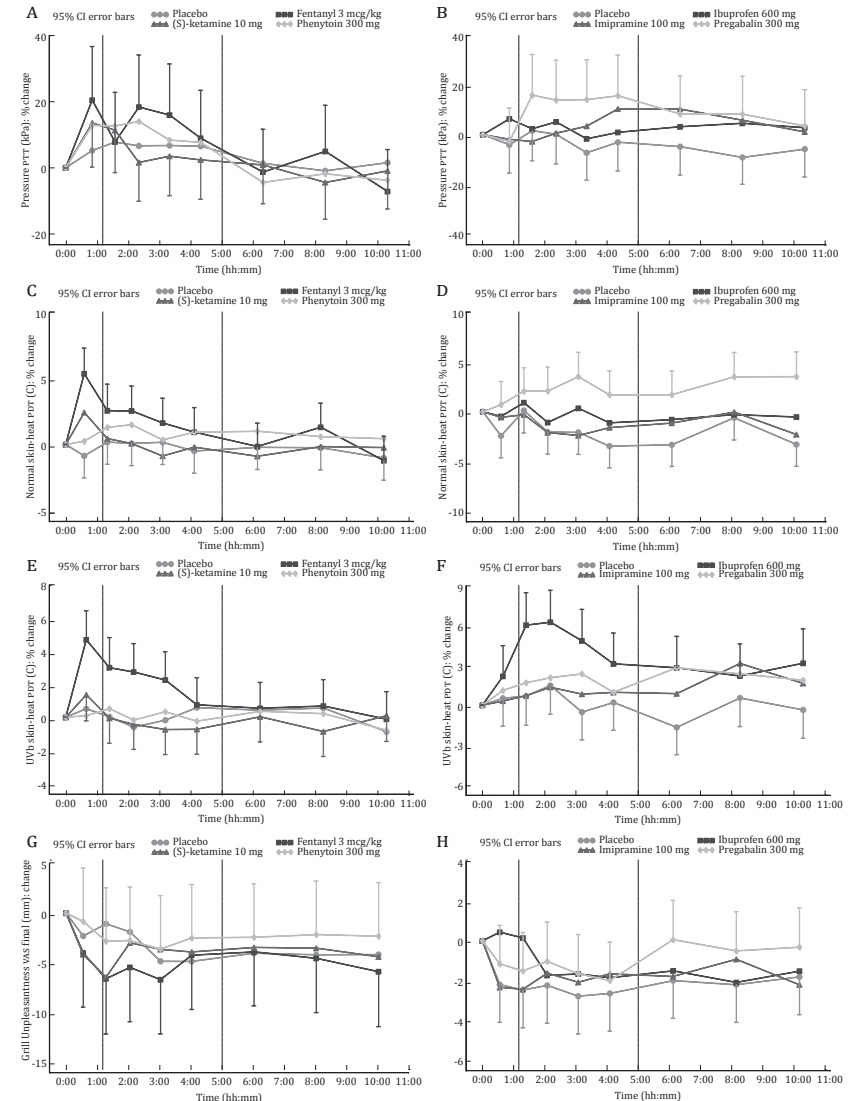 A
95% CI error bars
Placebo
Fentanyl 3 mcg/kg
(S)-ketamine 10 mg
Phenytoin 300 mg
Pressure PTT (kPa): % change
40
20
0
-20
0:00 1:00 2:00 3:00 4:00 5:00 6:00 7:00 8:00 9:00 10:00 11:00
Time (hh:mm)
B
95% CI error bars
Placebo
Ibuprofen 600 mg
Imipramine 100 mg
Pregabalin 300 mg
Pressure PTT (kPa): % change
40
20
0
-20
-40
0:00 1:00 2:00 3:00 4:00 5:00 6:00 7:00 8:00 9:00 10:00 11:00
Time (hh:mm)
C
95% CI error bars
Placebo
Fentanyl 3 mcg/kg
(S)-ketamine 10 mg
Phenytoin 300 mg
Normal skin-heat PDT (C): % change
10
5
0
-5
0:00 1:00 2:00 3:00 4:00 5:00 6:00 7:00 8:00 9:00 10:00 11:00
Time (hh:mm)
D
95% CI error bars
Placebo
Ibuprofen 600 mg
Imipramine 100 mg
Pregabalin 300 mg
Normal skin-heat PDT (C): % change
10
5
0
-5
-10
0:00 1:00 2:00 3:00 4:00 5:00 6:00 7:00 8:00 9:00 10:00 11:00
Time (hh:mm)
E
95% CI error bars
Placebo
Fentanyl 3 mcg/kg
(S)-ketamine 10 mg
Phenytoin 300 mg
UVb skin-heat PDT (C): % change
8
6
4
2
0
-2
-4
0:00 1:00 2:00 3:00 4:00 5:00 6:00 7:00 8:00 9:00 10:00 11:00
Time (hh:mm)
F
95% CI error bars
Placebo
Ibuprofen 600 mg
Imipramine 100 mg
Pregabalin 300 mg
UVb skin-heat PDT (C): % change
9
6
3
0
-3
-6
0:00 1:00 2:00 3:00 4:00 5:00 6:00 7:00 8:00 9:00 10:00 11:00
Time (hh:mm)
G
95% CI error bars
Placebo
Fentanyl 3 mcg/kg
(S)-ketamine 10 mg
Phenytoin 300 mg
Grill Unpleasantness VAS final (mm): change
5
0
-5
-10
-15
0:00 1:00 2:00 3:00 4:00 5:00 6:00 7:00 8:00 9:00 10:00 11:00
Time (hh:mm)
H
95% CI error bars
Placebo
Ibuprofen 600 mg
Imipramine 100 mg
Pregabalin 300 mg
4
2
0
-2
-4
-6
0:00 1:00 2:00 3:00 4:00 5:00 6:00 7:00 8:00 9:00 10:00 11:00
Time (hh:mm)